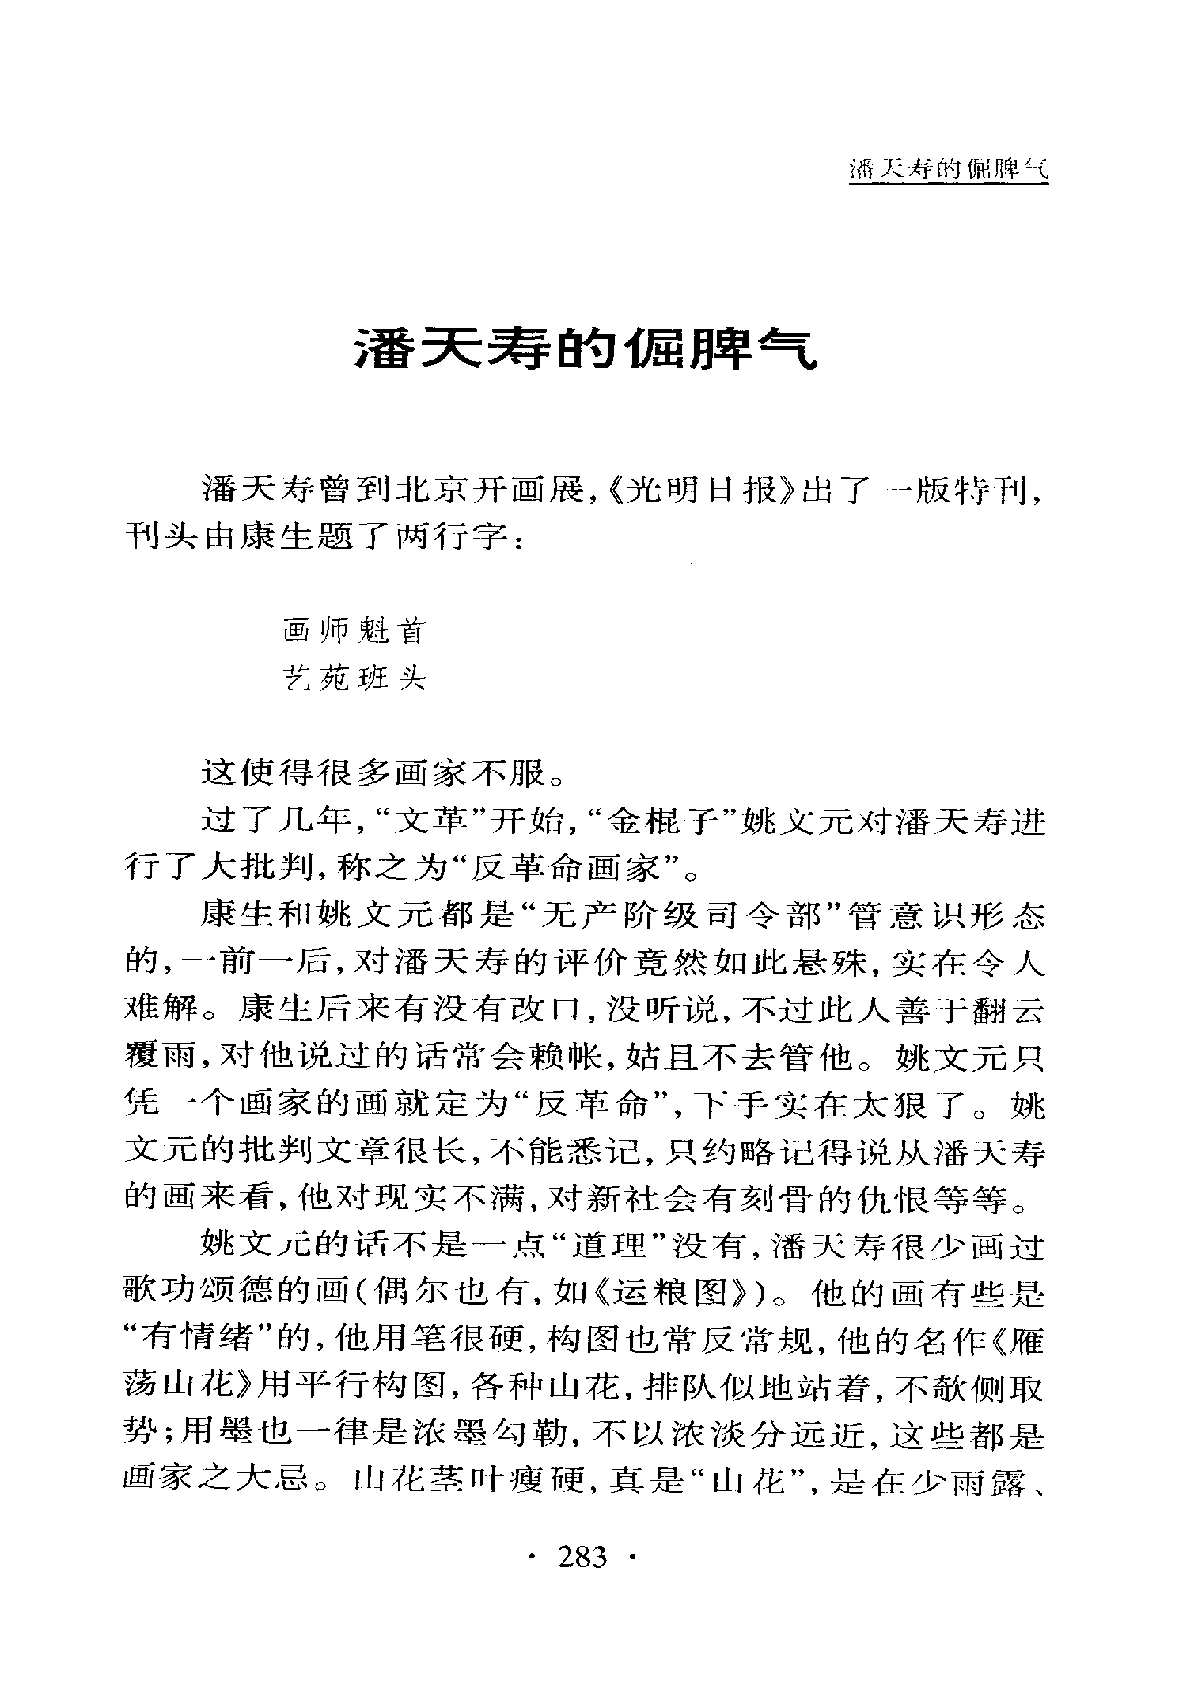 潘天寿的倔脾气
潘天寿的倔脾气
潘天寿曾到北京开画展,《光明日报》出了一版特刊,
刊头由康生题了两行字:
画师魁首
艺苑班头
这使得很多画家不服。
过了几年,“文革”开始,“金棍子”姚文元对潘天寿进
行了大批判,称之为“反革命画家”。
康生和姚文元都是“无产阶级司令部”管意识形态
的,一前一后,对潘天寿的评价竟然如此悬殊,实在令人
难解。康生后来有没有改口,没听说,不过此人善于翻云
覆雨,对他说过的话常会赖帐,姑且不去管他。姚文元只
凭一个画家的画就定为“反革命”,下手实在太狠了。姚
文元的批判文章很长,不能悉记,只约略记得说从潘天寿
的画来看,他对现实不满,对新社会有刻骨的仇恨等等。
姚文元的话不是一点“道理”没有,潘天寿很少画过
歌功颂德的画(偶尔也有,如《运粮图》)。他的画有些是
“有情绪”的,他用笔很硬,构图也常反常规,他的名作《雁
荡山花》用平行构图,各种山花,排队似地站着,不欹侧取
势;用墨也一律是浓墨勾勒,不以浓淡分远近,这些都是
画家之大忌。山花茎叶瘦硬,真是“山花”,是在少雨露、
· 283 ·